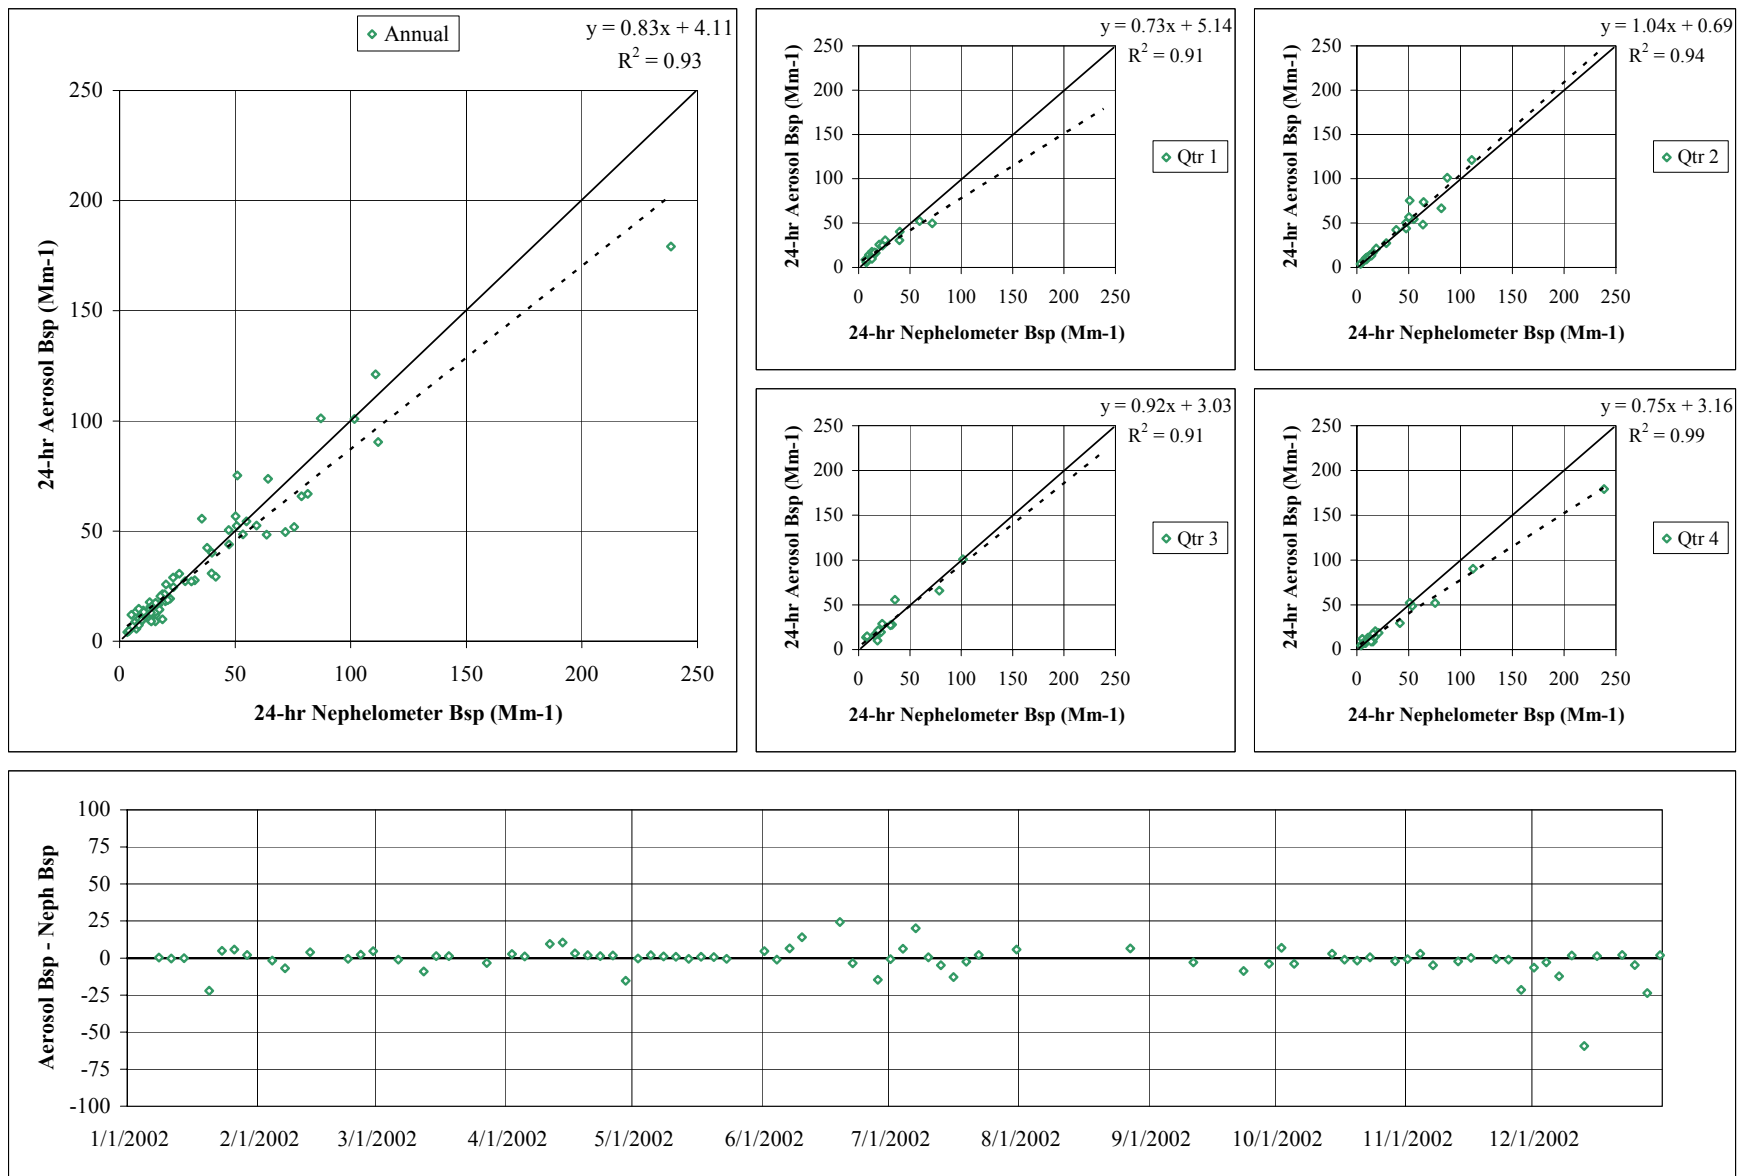 Annual
y = 0.83x + 4.11
R² = 0.93
250
200
150
100
50
0
0 50 100 150 200 250
24-hr Aerosol Bsp (Mm-1)
24-hr Nephelometer Bsp (Mm-1)
y = 0.73x + 5.14
R² = 0.91
250
200
150
100
50
0
0 50 100 150 200 250
24-hr Aerosol Bsp (Mm-1)
24-hr Nephelometer Bsp (Mm-1)
Qtr 1
y = 1.04x + 0.69
R² = 0.94
250
200
150
100
50
0
0 50 100 150 200 250
24-hr Aerosol Bsp (Mm-1)
24-hr Nephelometer Bsp (Mm-1)
Qtr 2
y = 0.92x + 3.03
R² = 0.91
250
200
150
100
50
0
0 50 100 150 200 250
24-hr Aerosol Bsp (Mm-1)
24-hr Nephelometer Bsp (Mm-1)
Qtr 3
y = 0.75x + 3.16
R² = 0.99
250
200
150
100
50
0
0 50 100 150 200 250
24-hr Aerosol Bsp (Mm-1)
24-hr Nephelometer Bsp (Mm-1)
Qtr 4
100
75
50
25
0
-25
-50
-75
-100
Aerosol Bsp - Neph Bsp
1/1/2002 2/1/2002 3/1/2002 4/1/2002 5/1/2002 6/1/2002 7/1/2002 8/1/2002 9/1/2002 10/1/2002 11/1/2002 12/1/2002